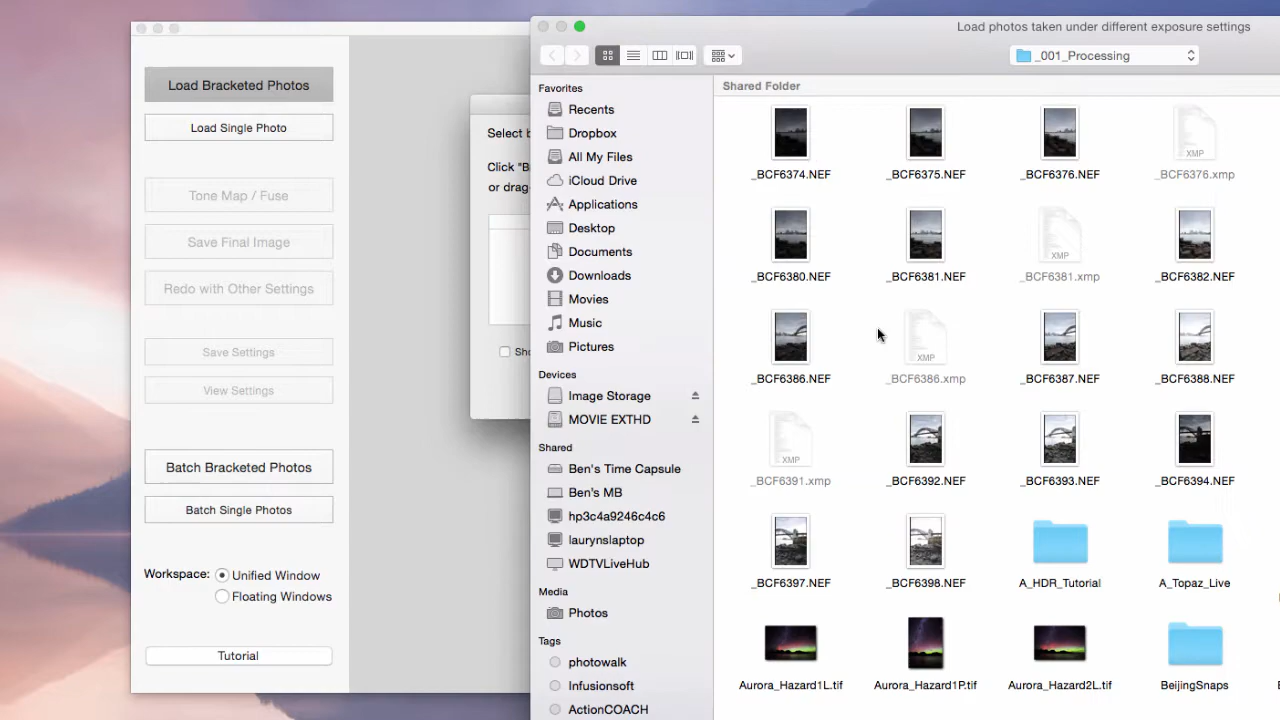 Load photos taken under different exposure settings
_001_Processing
Load Bracketed Photos
Load Single Photo
Tone Map / Fuse
Save Final Image
Redo with Other Settings
Save Settings
View Settings
Batch Bracketed Photos
Batch Single Photos
Workspace: Unified Window
Floating Windows
Tutorial
Select b
Click "B
or drag
Sho
Favorites
Recents
Dropbox
All My Files
iCloud Drive
Applications
Desktop
Documents
Downloads
Movies
Music
Pictures
Devices
Image Storage
MOVIE EXTHD
Shared
Ben's Time Capsule
Ben's MB
hp3c4a9246c4c6
laurynslaptop
WDTVLiveHub
Media
Photos
Tags
photowalk
Infusionsoft
ActionCOACH
Shared Folder
XMP
_BCF6374.NEF _BCF6375.NEF _BCF6376.NEF _BCF6376.xmp
XMP
_BCF6380.NEF _BCF6381.NEF _BCF6381.xmp _BCF6382.NEF
XMP
_BCF6386.NEF _BCF6386.xmp _BCF6387.NEF _BCF6388.NEF
XMP
_BCF6391.xmp _BCF6392.NEF _BCF6393.NEF _BCF6394.NEF
_BCF6397.NEF _BCF6398.NEF A_HDR_Tutorial A_Topaz_Live
Aurora_Hazard1L.tif Aurora_Hazard1P.tif Aurora_Hazard2L.tif BeijingSnaps